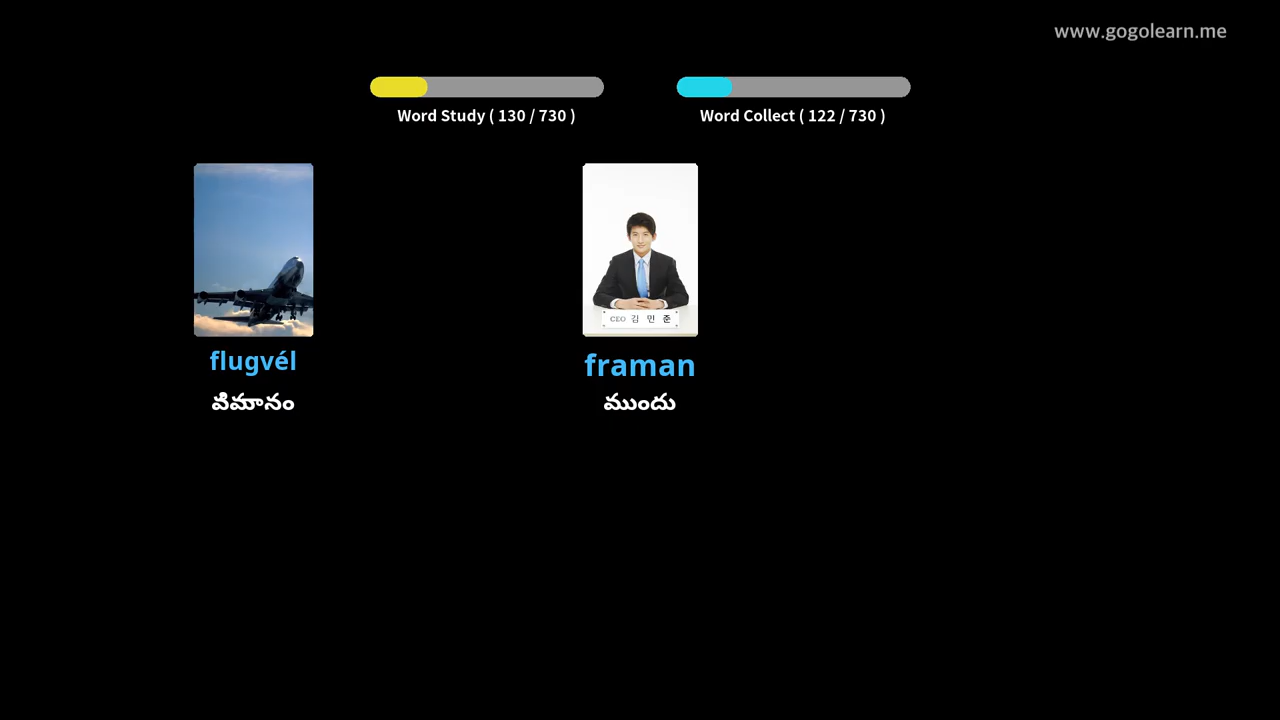 www.gogolearn.me
Word Study ( 130 / 730 )
Word Collect ( 122 / 730 )
CEO 김 민 준
flugvél
framan
విమానం
ముందు